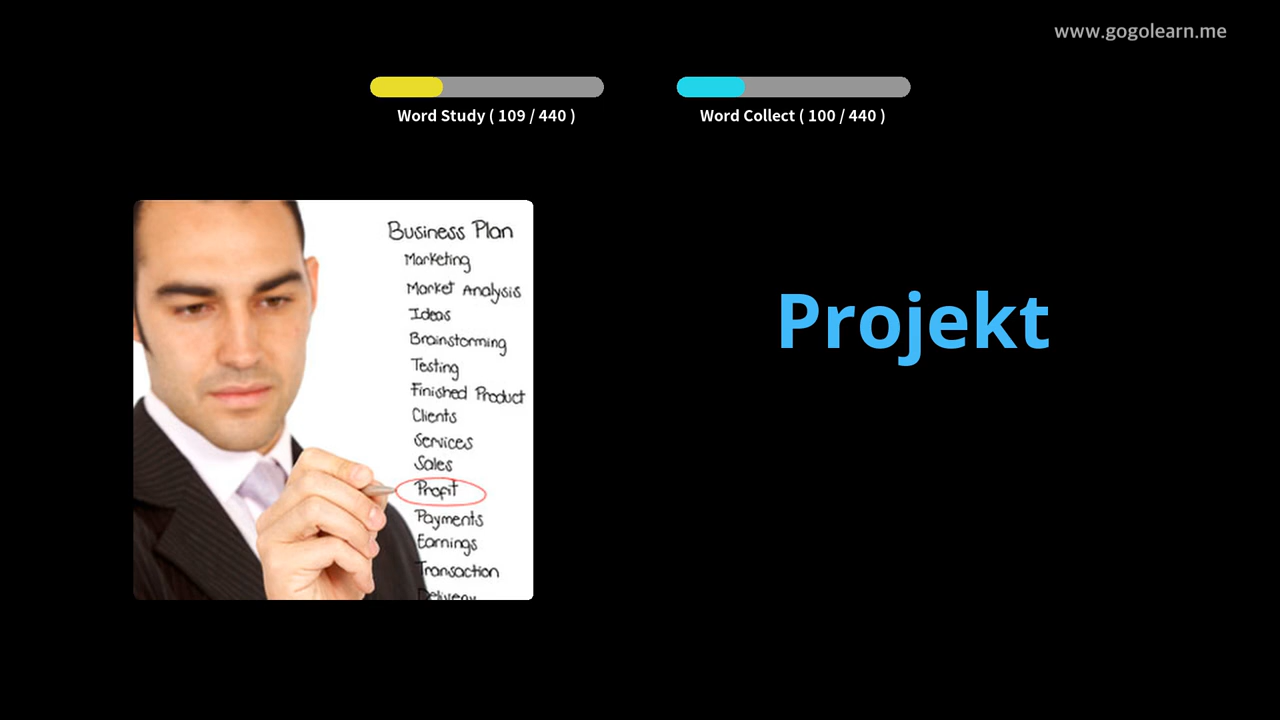 www.gogolearn.me
Word Study ( 109 / 440 )
Word Collect ( 100 / 440 )
Business Plan
Marketing
Market Analysis
Ideas
Brainstorming
Testing
Finished Product
Clients
Services
Sales
Profit
Payments
Earnings
Transaction
Delivery
Projekt